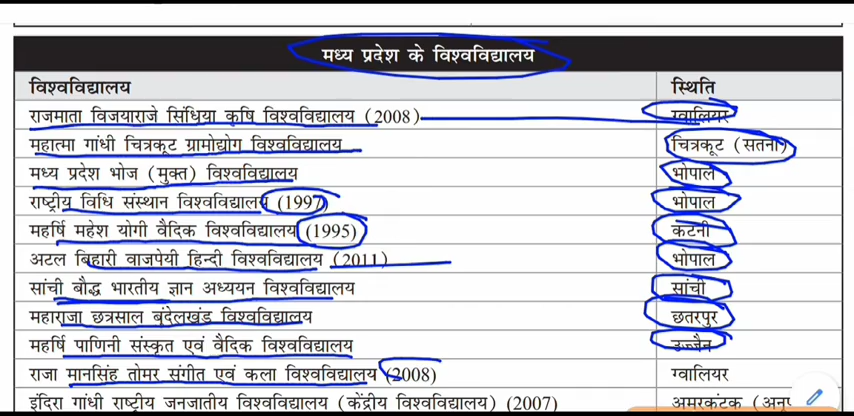 मध्य प्रदेश के विश्वविद्यालय
विश्वविद्यालय स्थिति
राजमाता विजयाराजे सिंधिया कृषि विश्वविद्यालय (2008) ग्वालियर
महात्मा गांधी चित्रकूट ग्रामोद्योग विश्वविद्यालय चित्रकूट (सतना)
मध्य प्रदेश भोज (मुक्त) विश्वविद्यालय भोपाल
राष्ट्रीय विधि संस्थान विश्वविद्यालय (1997) भोपाल
महर्षि महेश योगी वैदिक विश्वविद्यालय (1995) कटनी
अटल बिहारी वाजपेयी हिन्दी विश्वविद्यालय (2011) भोपाल
सांची बौद्ध भारतीय ज्ञान अध्ययन विश्वविद्यालय सांची
महाराजा छत्रसाल बुंदेलखंड विश्वविद्यालय छतरपुर
महर्षि पाणिनी संस्कृत एवं वैदिक विश्वविद्यालय उज्जैन
राजा मानसिंह तोमर संगीत एवं कला विश्वविद्यालय (2008) ग्वालियर
इंदिरा गांधी राष्ट्रीय जनजातीय विश्वविद्यालय (केंद्रीय विश्वविद्यालय) (2007) अमरकंटक